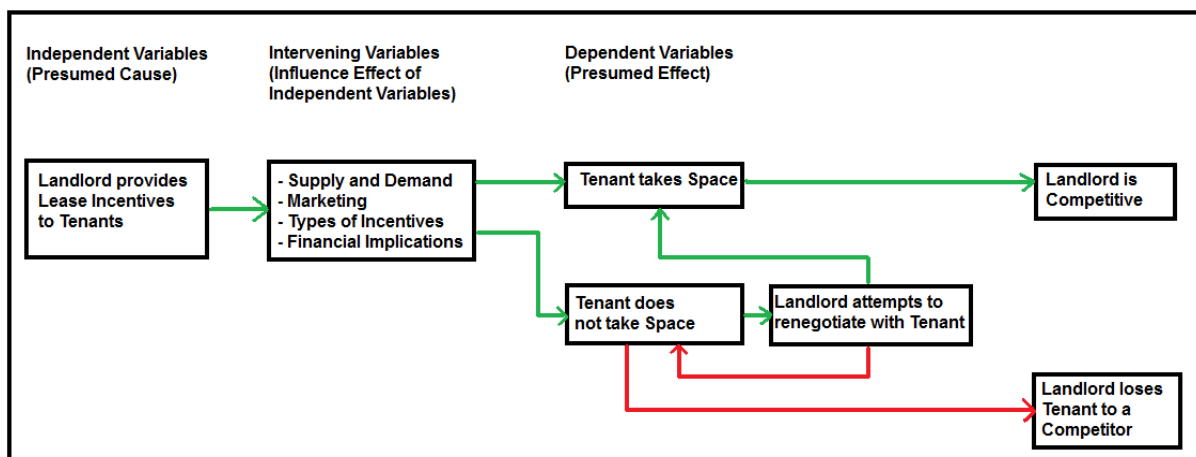 Independent Variables
(Presumed Cause)
Intervening Variables
(Influence Effect of
Independent Variables)
Dependent Variables
(Presumed Effect)
Landlord provides
Lease Incentives
to Tenants
- Supply and Demand
- Marketing
- Types of Incentives
- Financial Implications
Tenant takes Space
Landlord is
Competitive
Tenant does
not take Space
Landlord attempts to
renegotiate with Tenant
Landlord loses
Tenant to a
Competitor